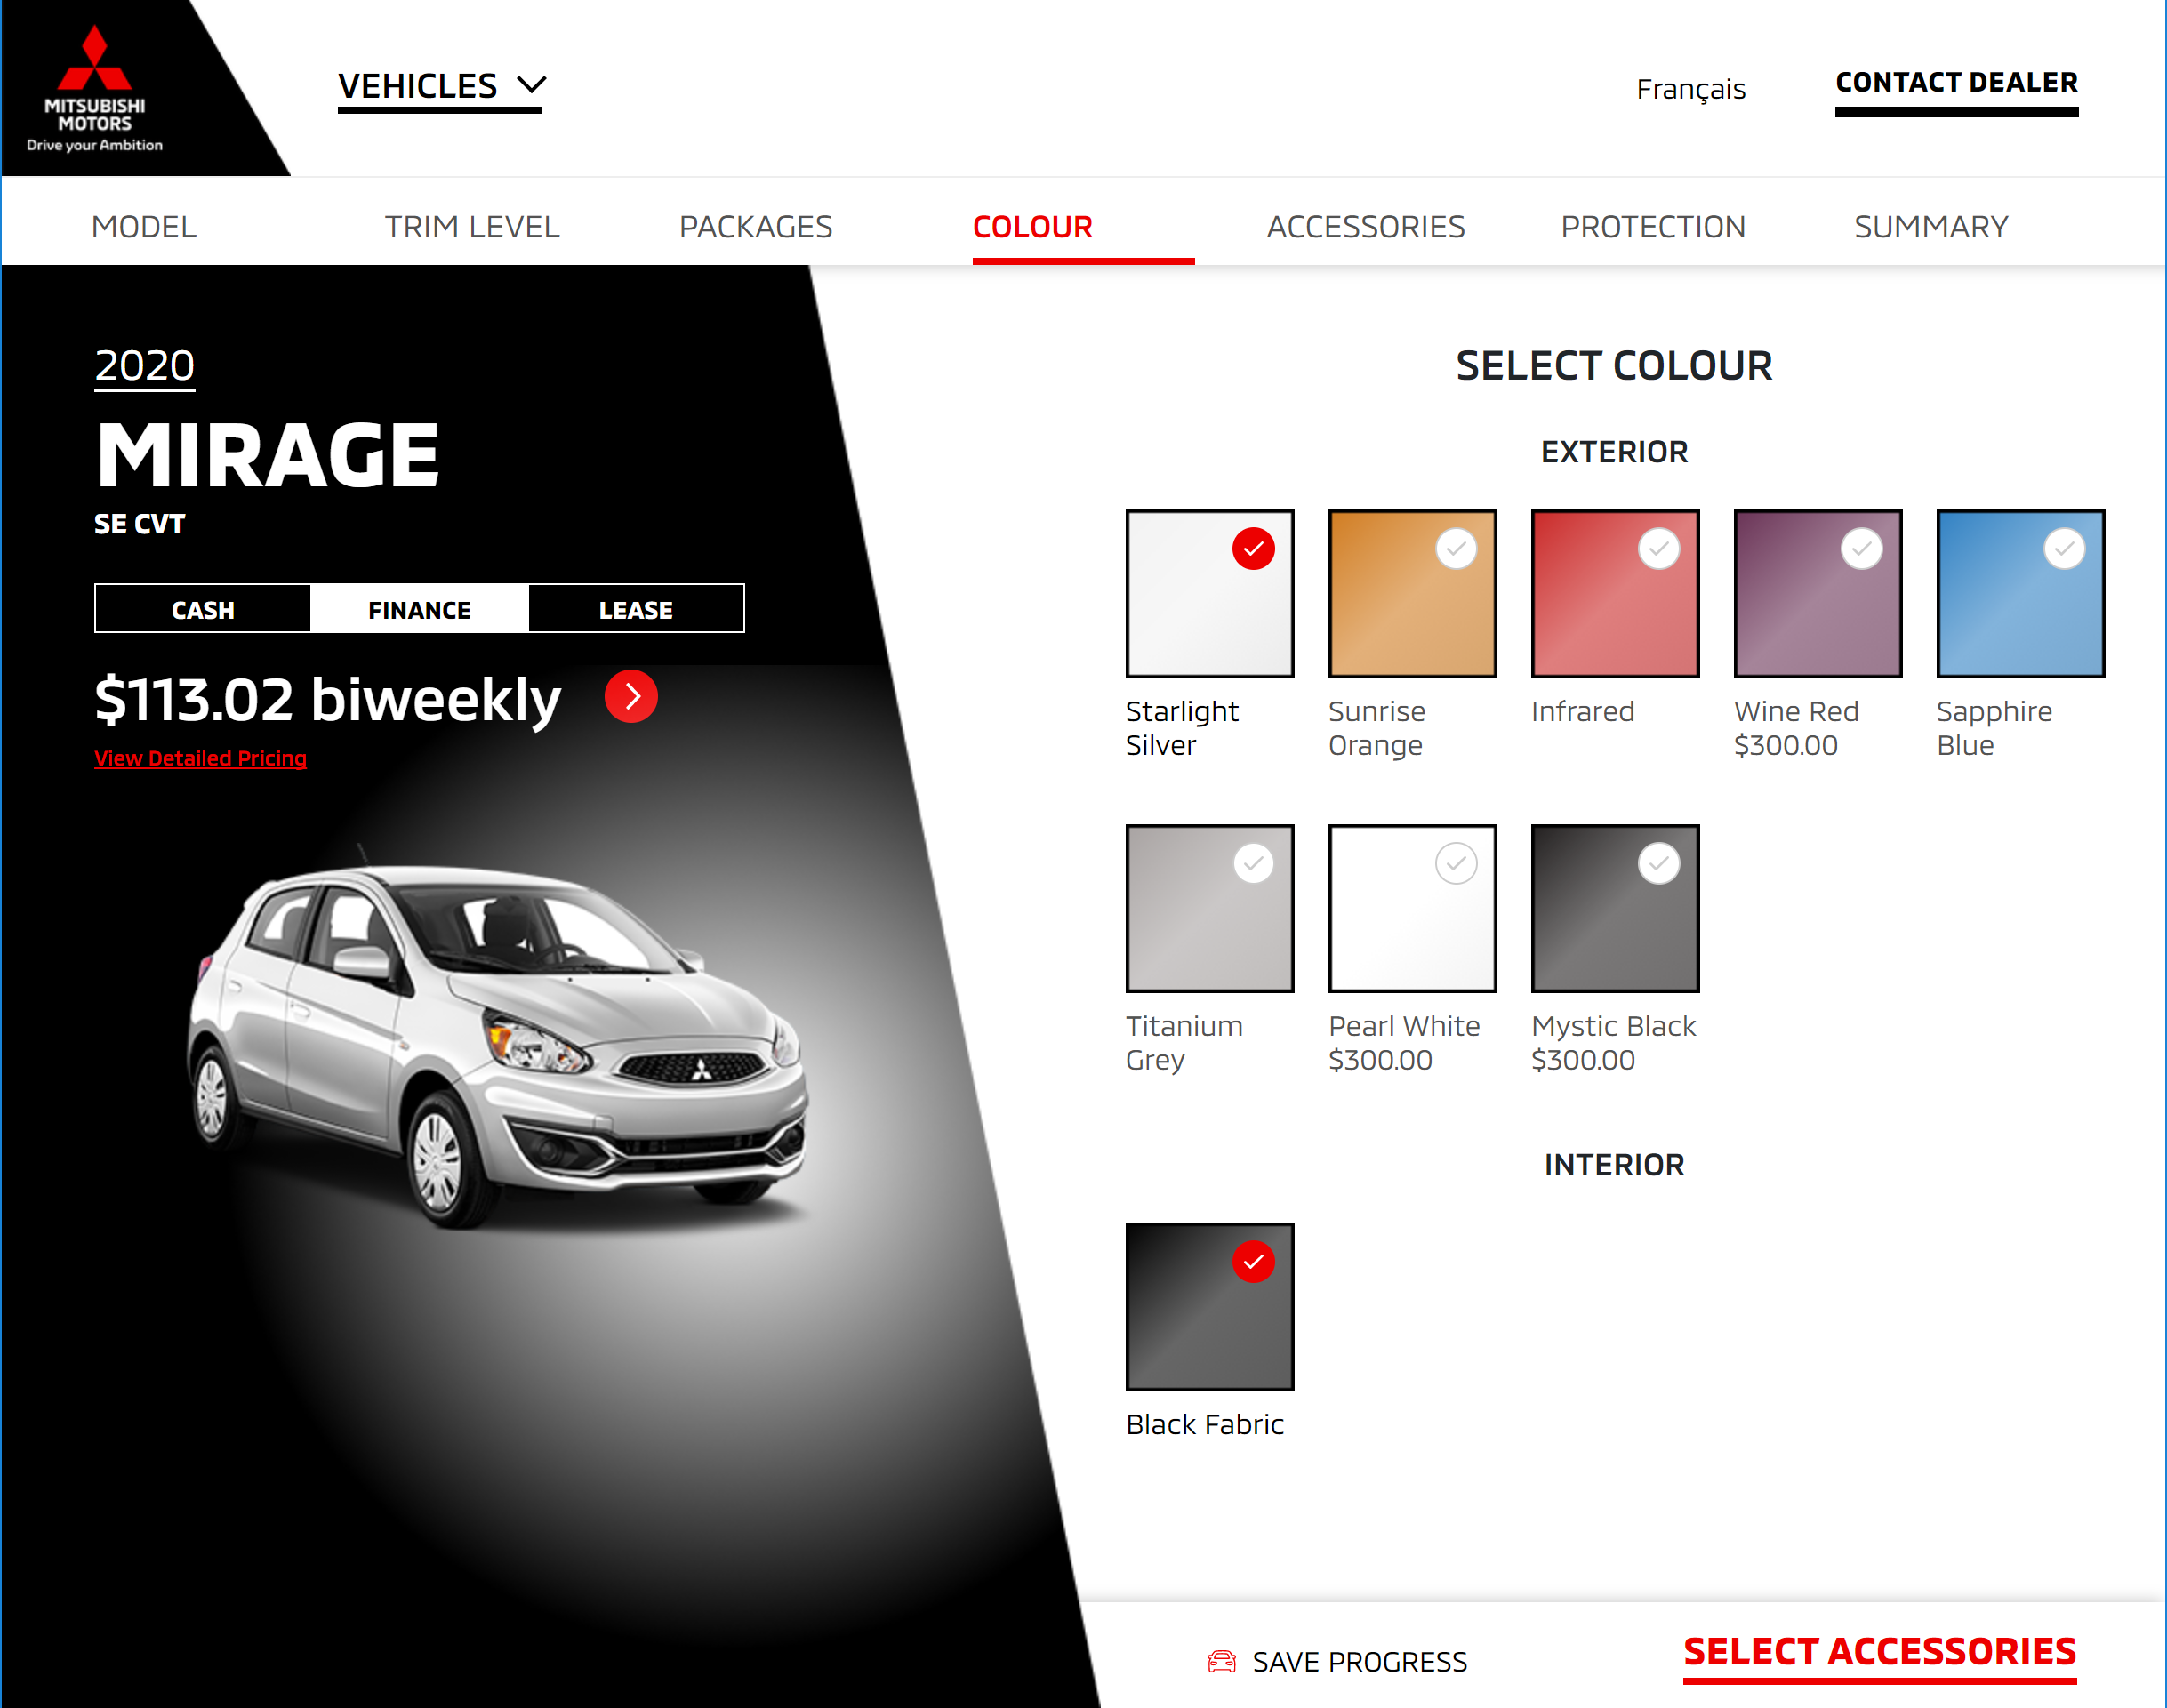 MITSUBISHI
MOTORS
Drive your Ambition
VEHICLES
Français
CONTACT DEALER
MODEL
TRIM LEVEL
PACKAGES
COLOUR
ACCESSORIES
PROTECTION
SUMMARY
2020
MIRAGE
SE CVT
CASH
FINANCE
LEASE
$113.02 biweekly
View Detailed Pricing
SELECT COLOUR
EXTERIOR
Starlight
Silver
Sunrise
Orange
Infrared
Wine Red
$300.00
Sapphire
Blue
Titanium
Grey
Pearl White
$300.00
Mystic Black
$300.00
INTERIOR
Black Fabric
SAVE PROGRESS
SELECT ACCESSORIES